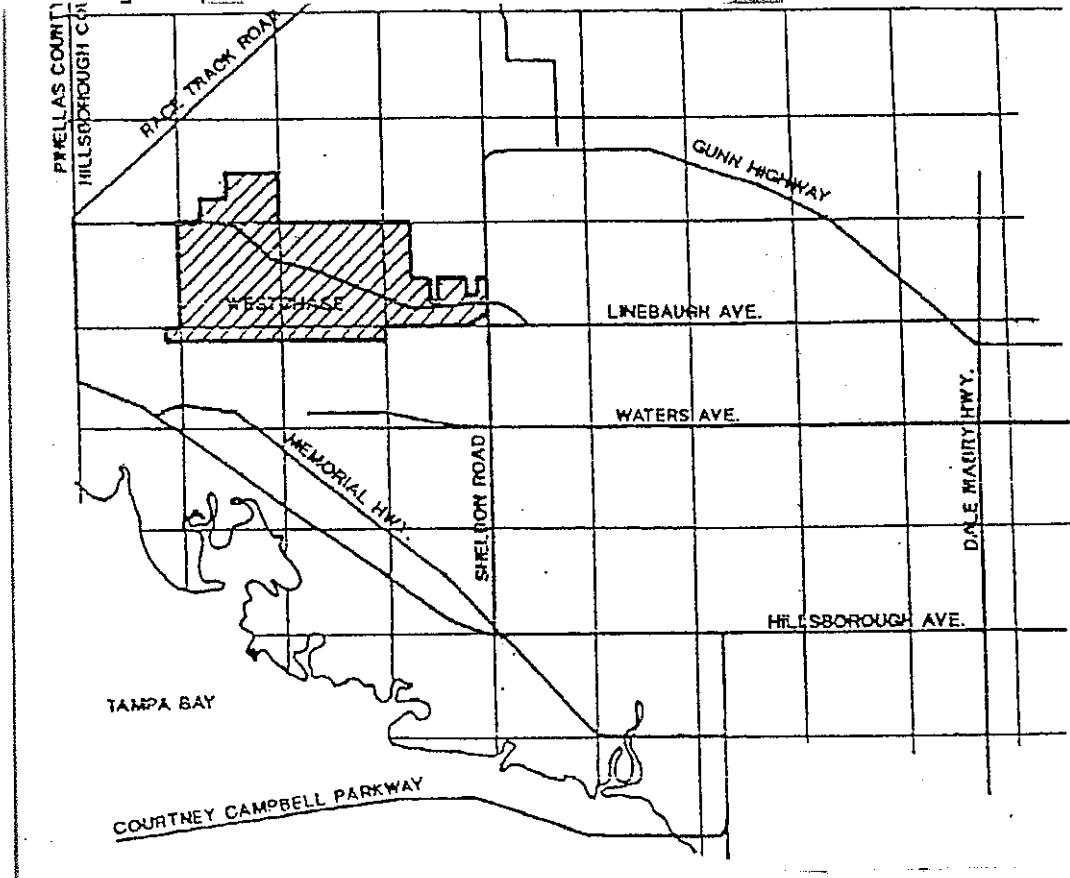 PINELLAS COUNTY
HILLSBOROUGH COU
RACE TRACK ROAD
GUNN HIGHWAY
WESTCHASE
LINEBAUGH AVE.
WATERS AVE.
MEMORIAL HWY.
SHELDON ROAD
DALE MABRY HWY.
HILLSBOROUGH AVE.
TAMPA BAY
COURTNEY CAMPBELL PARKWAY